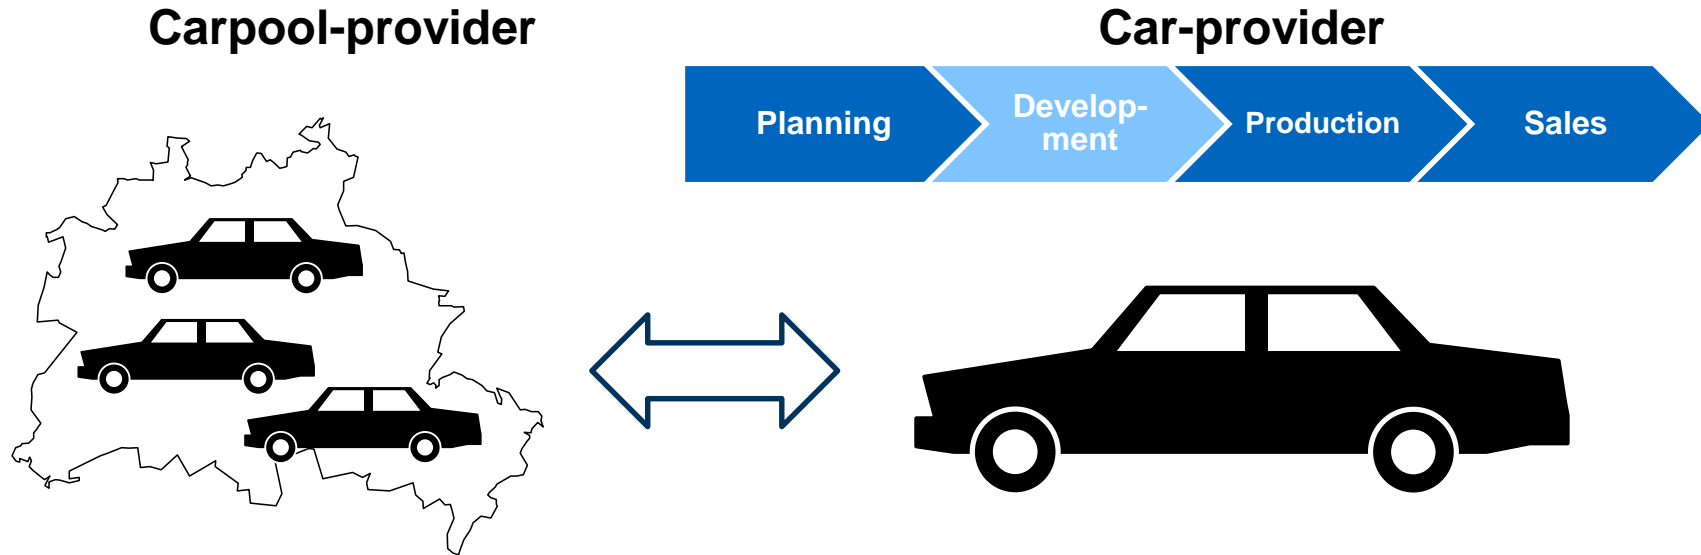 Carpool-provider
Car-provider
Planning
Develop-
ment
Production
Sales